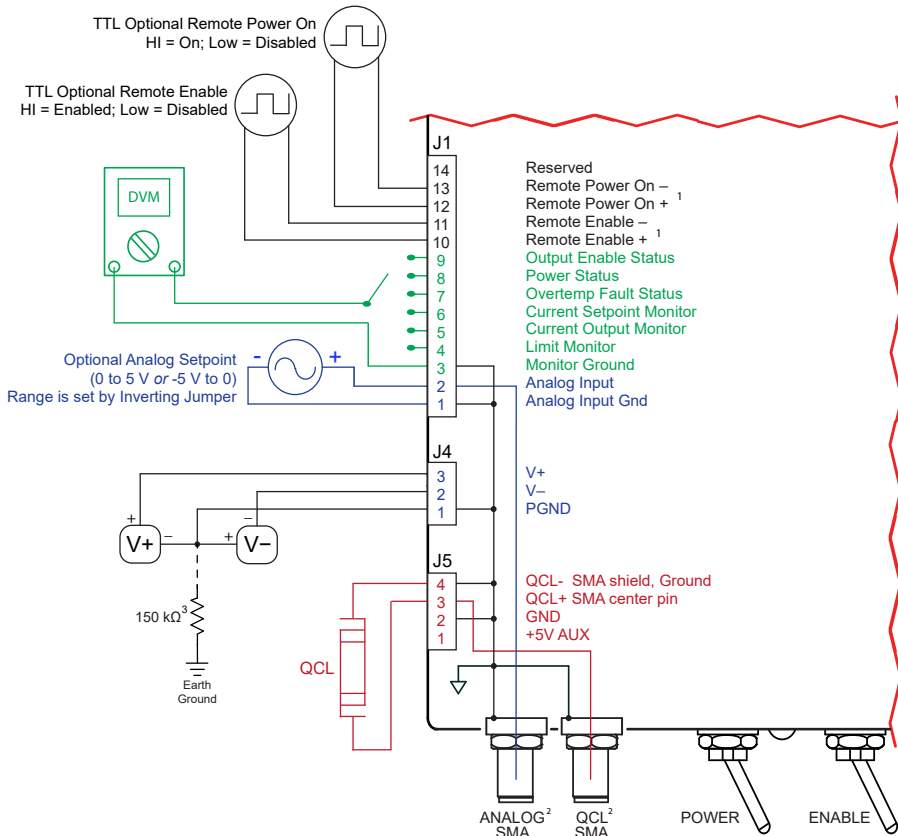 TTL Optional Remote Power On
HI = On; Low = Disabled
TTL Optional Remote Enable
HI = Enabled; Low = Disabled
J1
14 Reserved
13 Remote Power On –
12 Remote Power On + 1
11 Remote Enable –
10 Remote Enable + 1
9 Output Enable Status
8 Power Status
7 Overtemp Fault Status
6 Current Setpoint Monitor
5 Current Output Monitor
4 Limit Monitor
3 Monitor Ground
2 Analog Input
1 Analog Input Gnd
DVM
Optional Analog Setpoint
(0 to 5 V or -5 V to 0)
Range is set by Inverting Jumper
- +
J4
3 V+
2 V–
1 PGND
+ – + –
V+ V−
J5
4 QCL- SMA shield, Ground
3 QCL+ SMA center pin
2 GND
1 +5V AUX
150 kΩ3
Earth
Ground
QCL
ANALOG2
SMA
QCL2
SMA
POWER
ENABLE